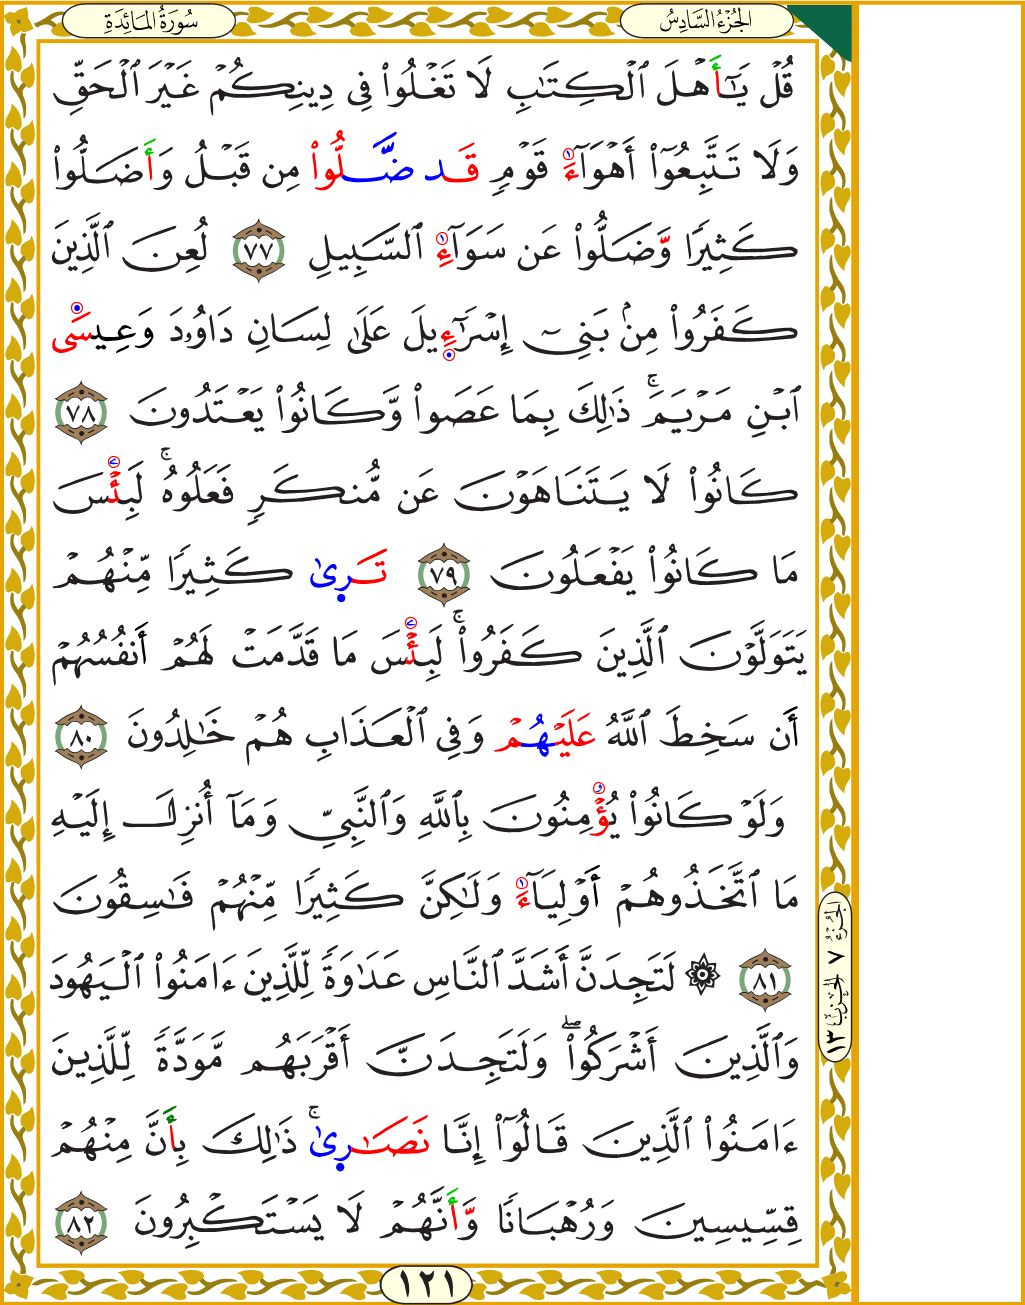 سُورَةُ المَائِدَةِ
الجُزْءُ السَّادِسُ
قُلْ يَـٰٓأَهْلَ ٱلْكِتَـٰبِ لَا تَغْلُوا۟ فِى دِينِكُمْ غَيْرَ ٱلْحَقِّ
وَلَا تَتَّبِعُوٓا۟ أَهْوَآءَ قَوْمٍ قَد ضَّلُّوا۟ مِن قَبْلُ وَأَضَلُّوا۟
كَثِيرًا وَّضَلُّوا۟ عَن سَوَآءِ ٱلسَّبِيلِ ٧٧ لُعِنَ ٱلَّذِينَ
كَفَرُوا۟ مِنۢ بَنِىٓ إِسْرَٰٓءِيلَ عَلَىٰ لِسَانِ دَاوُۥدَ وَعِيسَى
ٱبْنِ مَرْيَمَ ۚ ذَٰلِكَ بِمَا عَصَوا۟ وَّكَانُوا۟ يَعْتَدُونَ ٧٨
كَانُوا۟ لَا يَتَنَاهَوْنَ عَن مُّنكَرٍ فَعَلُوهُ ۚ لَبِئْسَ
مَا كَانُوا۟ يَفْعَلُونَ ٧٩ تَرِىٰ كَثِيرًا مِّنْهُمْ
يَتَوَلَّوْنَ ٱلَّذِينَ كَفَرُوا۟ ۚ لَبِئْسَ مَا قَدَّمَتْ لَهُمْ أَنفُسُهُمْ
أَن سَخِطَ ٱللَّهُ عَلَيْهُمْ وَفِى ٱلْعَذَابِ هُمْ خَـٰلِدُونَ ٨٠
وَلَوْ كَانُوا۟ يُؤْمِنُونَ بِٱللَّهِ وَٱلنَّبِىِّ وَمَآ أُنزِلَ إِلَيْهِ
مَا ٱتَّخَذُوهُمْ أَوْلِيَآءَ وَلَـٰكِنَّ كَثِيرًا مِّنْهُمْ فَـٰسِقُونَ
٨١ ۞ لَتَجِدَنَّ أَشَدَّ ٱلنَّاسِ عَدَٰوَةً لِّلَّذِينَ ءَامَنُوا۟ ٱلْيَهُودَ
وَٱلَّذِينَ أَشْرَكُوا۟ ۖ وَلَتَجِدَنَّ أَقْرَبَهُم مَّوَدَّةً لِّلَّذِينَ
ءَامَنُوا۟ ٱلَّذِينَ قَالُوٓا۟ إِنَّا نَصَـٰرِىٰ ۚ ذَٰلِكَ بِأَنَّ مِنْهُمْ
قِسِّيسِينَ وَرُهْبَانًا وَّأَنَّهُمْ لَا يَسْتَكْبِرُونَ ٨٢
الجُزْءُ ٧ الحِزْبُ ١٣
١٢١